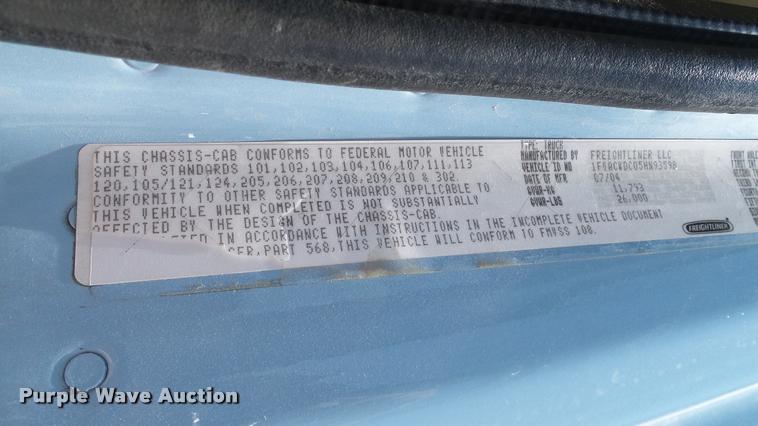 THIS CHASSIS-CAB CONFORMS TO FEDERAL MOTOR VEHICLE
SAFETY STANDARDS 101,102,103,104,106,107,111,113
120,105/121,124,205,206,207,208,209,210 & 302.
CONFORMITY TO OTHER SAFETY STANDARDS APPLICABLE TO
THIS VEHICLE WHEN COMPLETED IS NOT SUBSTANTIALLY
AFFECTED BY THE DESIGN OF THE CHASSIS-CAB.
IN ACCORDANCE WITH INSTRUCTIONS IN THE INCOMPLETE VEHICLE DOCUMENT
PART 568,THIS VEHICLE WILL CONFORM TO FMVSS 108.
TYPE TRUCK
MANUFACTURED BY FREIGHTLINER LLC
VEHICLE ID NO
DATE OF MFR 07/04
GVWR-KG 11,793
GVWR-LBS 26,000
FREIGHTLINER
Purple Wave Auction